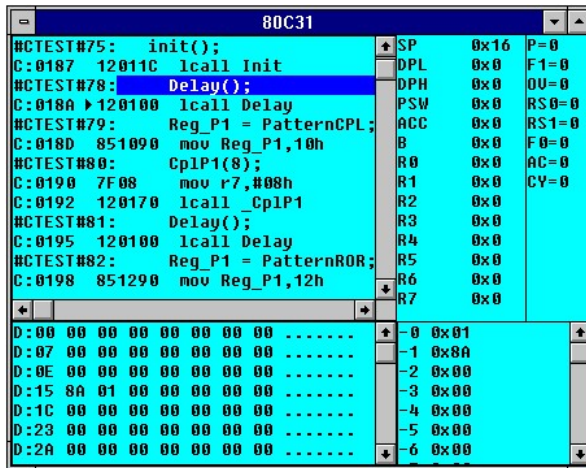 80C31
#CTEST#75:   init();
C:0187  12011C  lcall Init
#CTEST#78:     Delay();
C:018A 120100  lcall Delay
#CTEST#79:     Reg_P1 = PatternCPL;
C:018D  851090  mov Reg_P1,10h
#CTEST#80:     CplP1(8);
C:0190  7F08    mov r7,#08h
C:0192  120170  lcall _CplP1
#CTEST#81:     Delay();
C:0195  120100  lcall Delay
#CTEST#82:     Reg_P1 = PatternROR;
C:0198  851290  mov Reg_P1,12h
SP 0x16
DPL 0x0
DPH 0x0
PSW 0x0
ACC 0x0
B 0x0
R0 0x0
R1 0x0
R2 0x0
R3 0x0
R4 0x0
R5 0x0
R6 0x0
R7 0x0
P=0
F1=0
OV=0
RS0=0
RS1=0
F0=0
AC=0
CY=0
D:00 00 00 00 00 00 00 00 .......
D:07 00 00 00 00 00 00 00 .......
D:0E 00 00 00 00 00 00 00 .......
D:15 8A 01 00 00 00 00 00 .......
D:1C 00 00 00 00 00 00 00 .......
D:23 00 00 00 00 00 00 00 .......
D:2A 00 00 00 00 00 00 00 .......
-0 0x01
-1 0x8A
-2 0x00
-3 0x00
-4 0x00
-5 0x00
-6 0x00